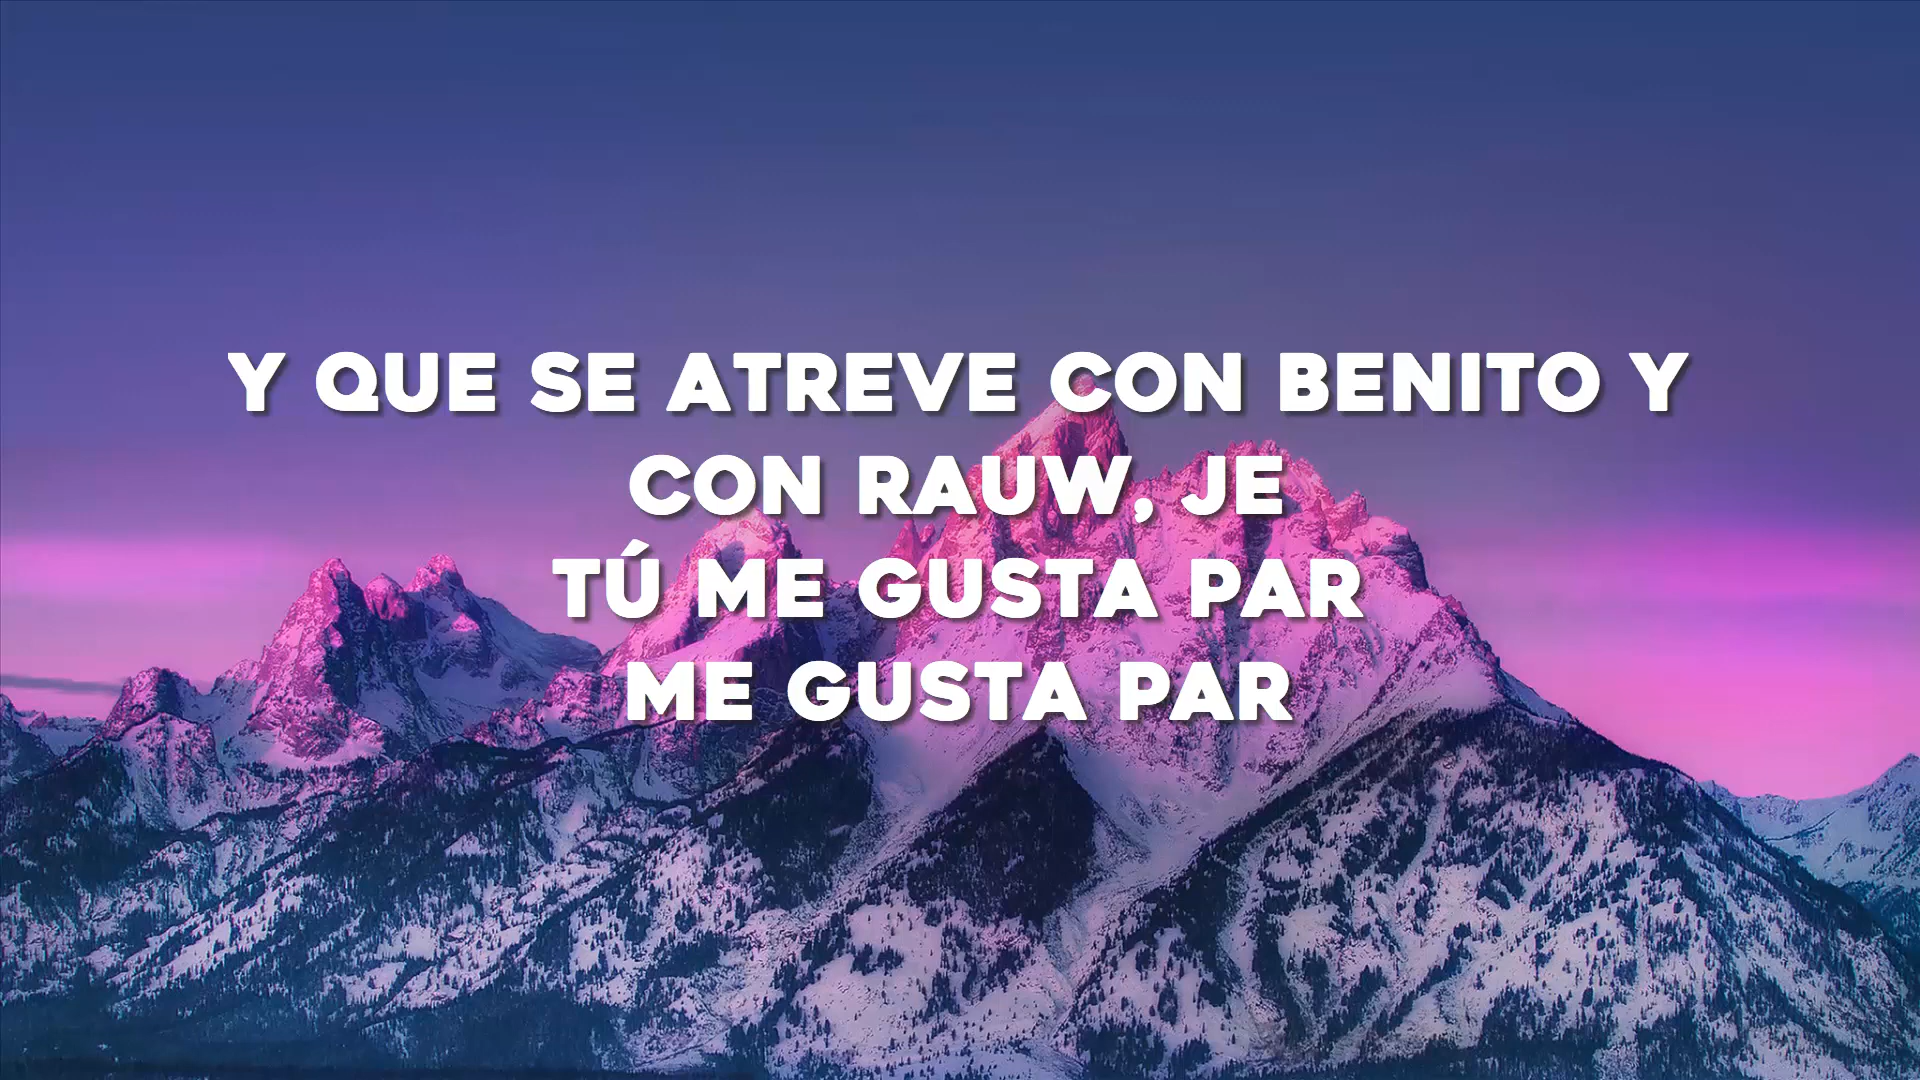 Y QUE SE ATREVE CON BENITO Y
CON RAUW, JE
TÚ ME GUSTA PAR
ME GUSTA PAR